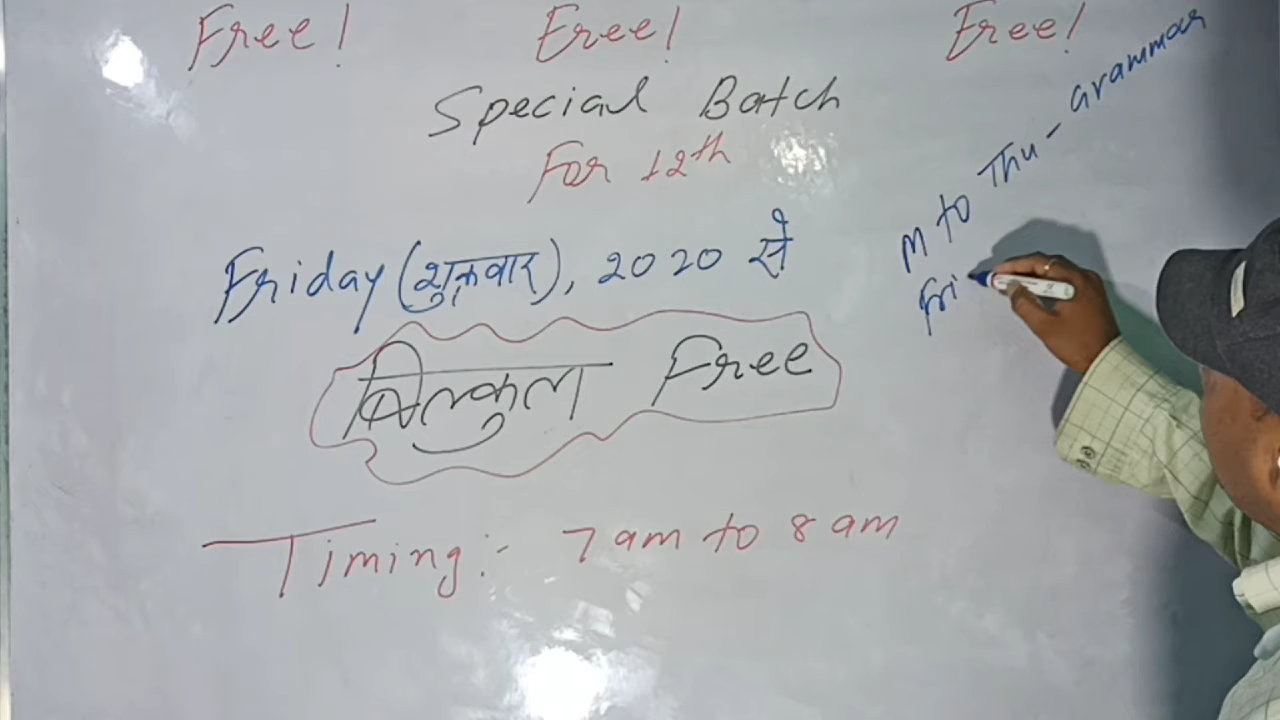 Free! Free! Free!
Special Batch
For 12th
Friday (शुक्रवार), 2020 से
बिल्कुल Free
Timing:- 7 am to 8 am
M to Thu - Grammar
Fri